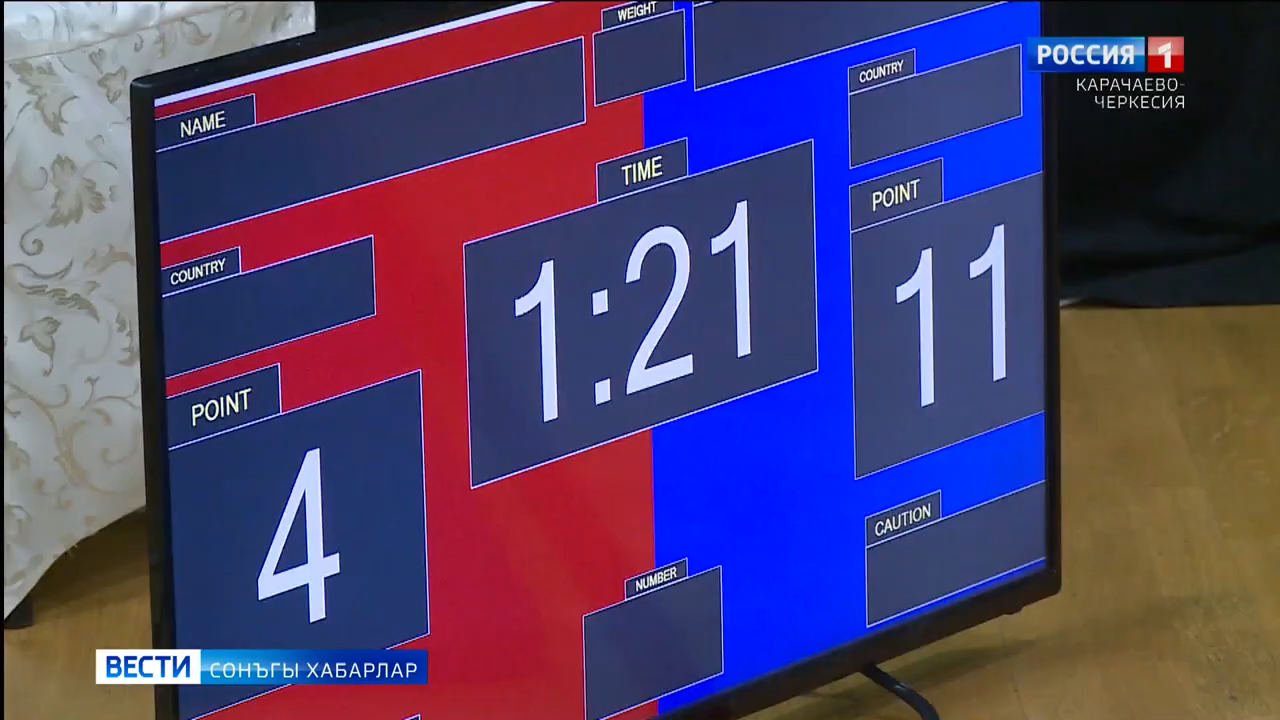 WEIGHT
РОССИЯ 1
КАРАЧАЕВО-
ЧЕРКЕСИЯ
NAME
COUNTRY
TIME
1:21
COUNTRY
POINT
11
POINT
4
CAUTION
NUMBER
ВЕСТИ СОНЪГЫ ХАБАРЛАР